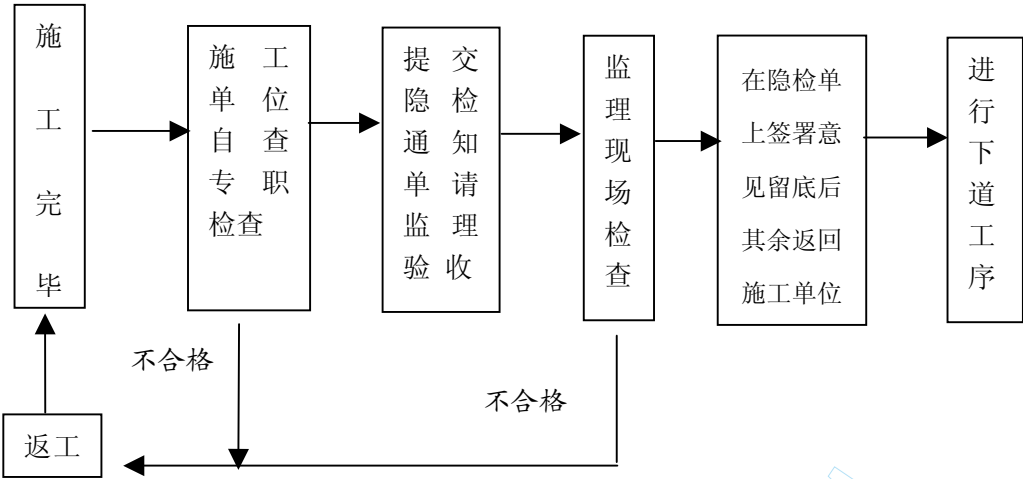 施
工
完
毕
施 工
单 位
自 查
专 职
检查
提 交
隐 检
通 知
单 请
监 理
验 收
监
理
现
场
检
查
在隐检单
上签署意
见留底后
其余返回
施工单位
进
行
下
道
工
序
不合格
不合格
返工